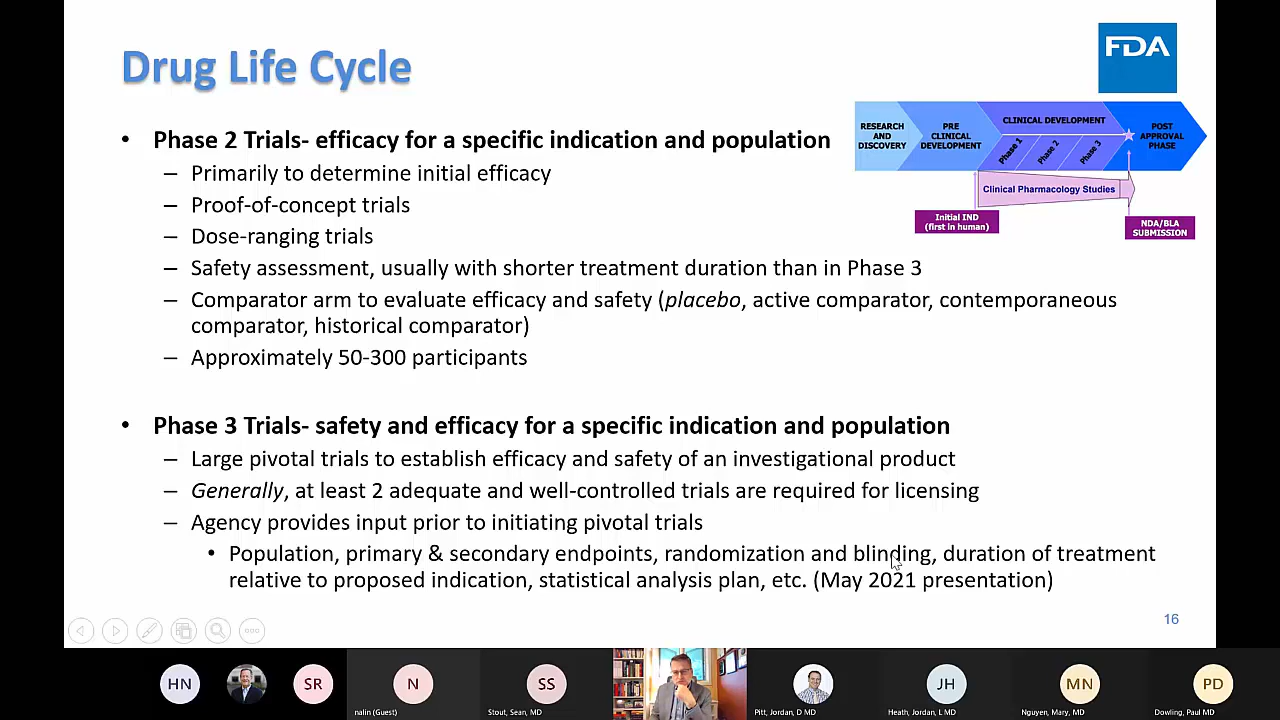 Drug Life Cycle
FDA
• Phase 2 Trials- efficacy for a specific indication and population
– Primarily to determine initial efficacy
– Proof-of-concept trials
– Dose-ranging trials
– Safety assessment, usually with shorter treatment duration than in Phase 3
– Comparator arm to evaluate efficacy and safety (placebo, active comparator, contemporaneous
comparator, historical comparator)
– Approximately 50-300 participants
RESEARCH
AND
DISCOVERY
PRE
CLINICAL
DEVELOPMENT
CLINICAL DEVELOPMENT
Phase 1
Phase 2
Phase 3
POST
APPROVAL
PHASE
Clinical Pharmacology Studies
Initial IND
(first in human)
NDA/BLA
SUBMISSION
• Phase 3 Trials- safety and efficacy for a specific indication and population
– Large pivotal trials to establish efficacy and safety of an investigational product
– Generally, at least 2 adequate and well-controlled trials are required for licensing
– Agency provides input prior to initiating pivotal trials
• Population, primary & secondary endpoints, randomization and blinding, duration of treatment
relative to proposed indication, statistical analysis plan, etc. (May 2021 presentation)
16
HN
SR
N
SS
JH
MN
PD
nalin (Guest)
Stout, Sean, MD
Pitt, Jordan, D MD
Heath, Jordan, L MD
Nguyen, Mary, MD
Dowling, Paul MD